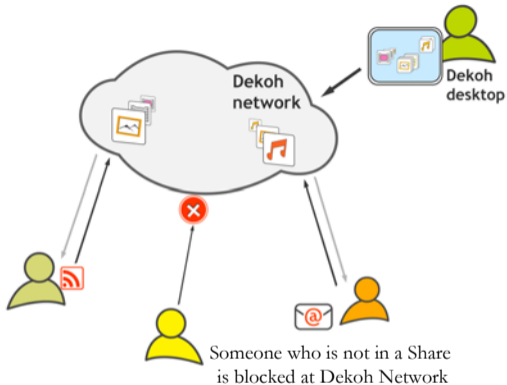 Dekoh
network
Dekoh
desktop
@
Someone who is not in a Share
is blocked at Dekoh Network